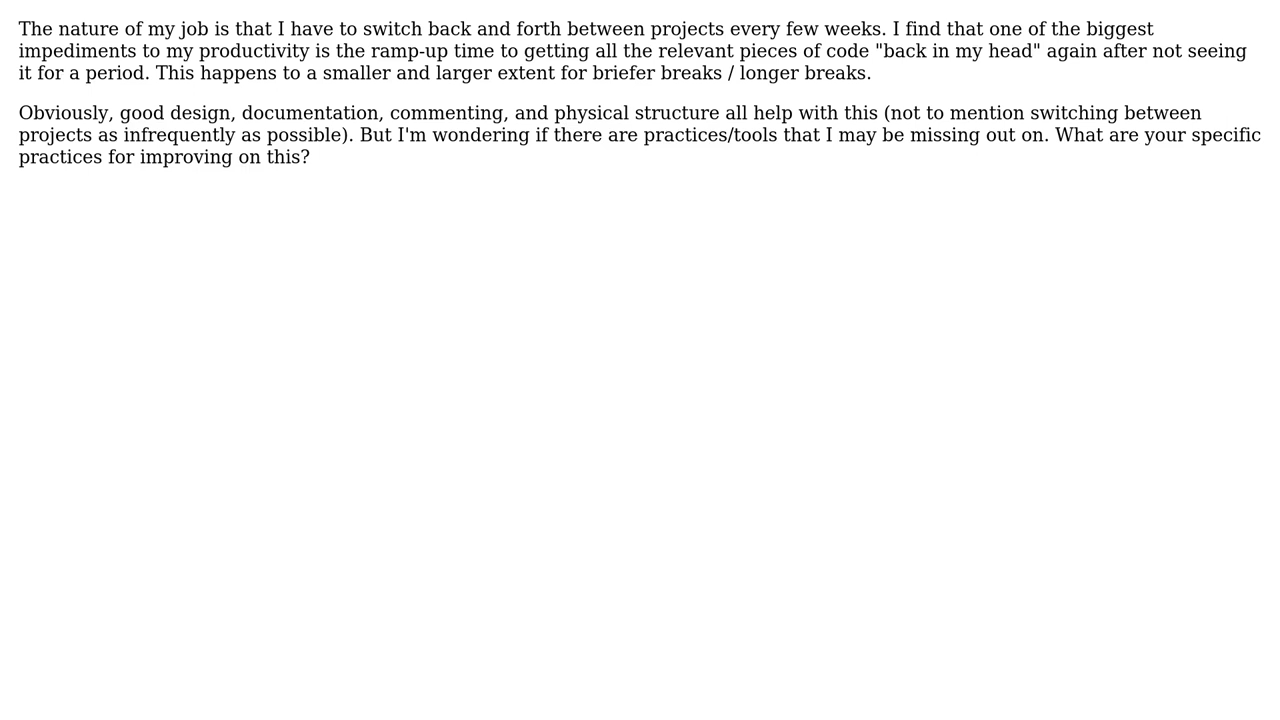 The nature of my job is that I have to switch back and forth between projects every few weeks. I find that one of the biggest
impediments to my productivity is the ramp-up time to getting all the relevant pieces of code "back in my head" again after not seeing
it for a period. This happens to a smaller and larger extent for briefer breaks / longer breaks.
Obviously, good design, documentation, commenting, and physical structure all help with this (not to mention switching between
projects as infrequently as possible). But I'm wondering if there are practices/tools that I may be missing out on. What are your specific
practices for improving on this?